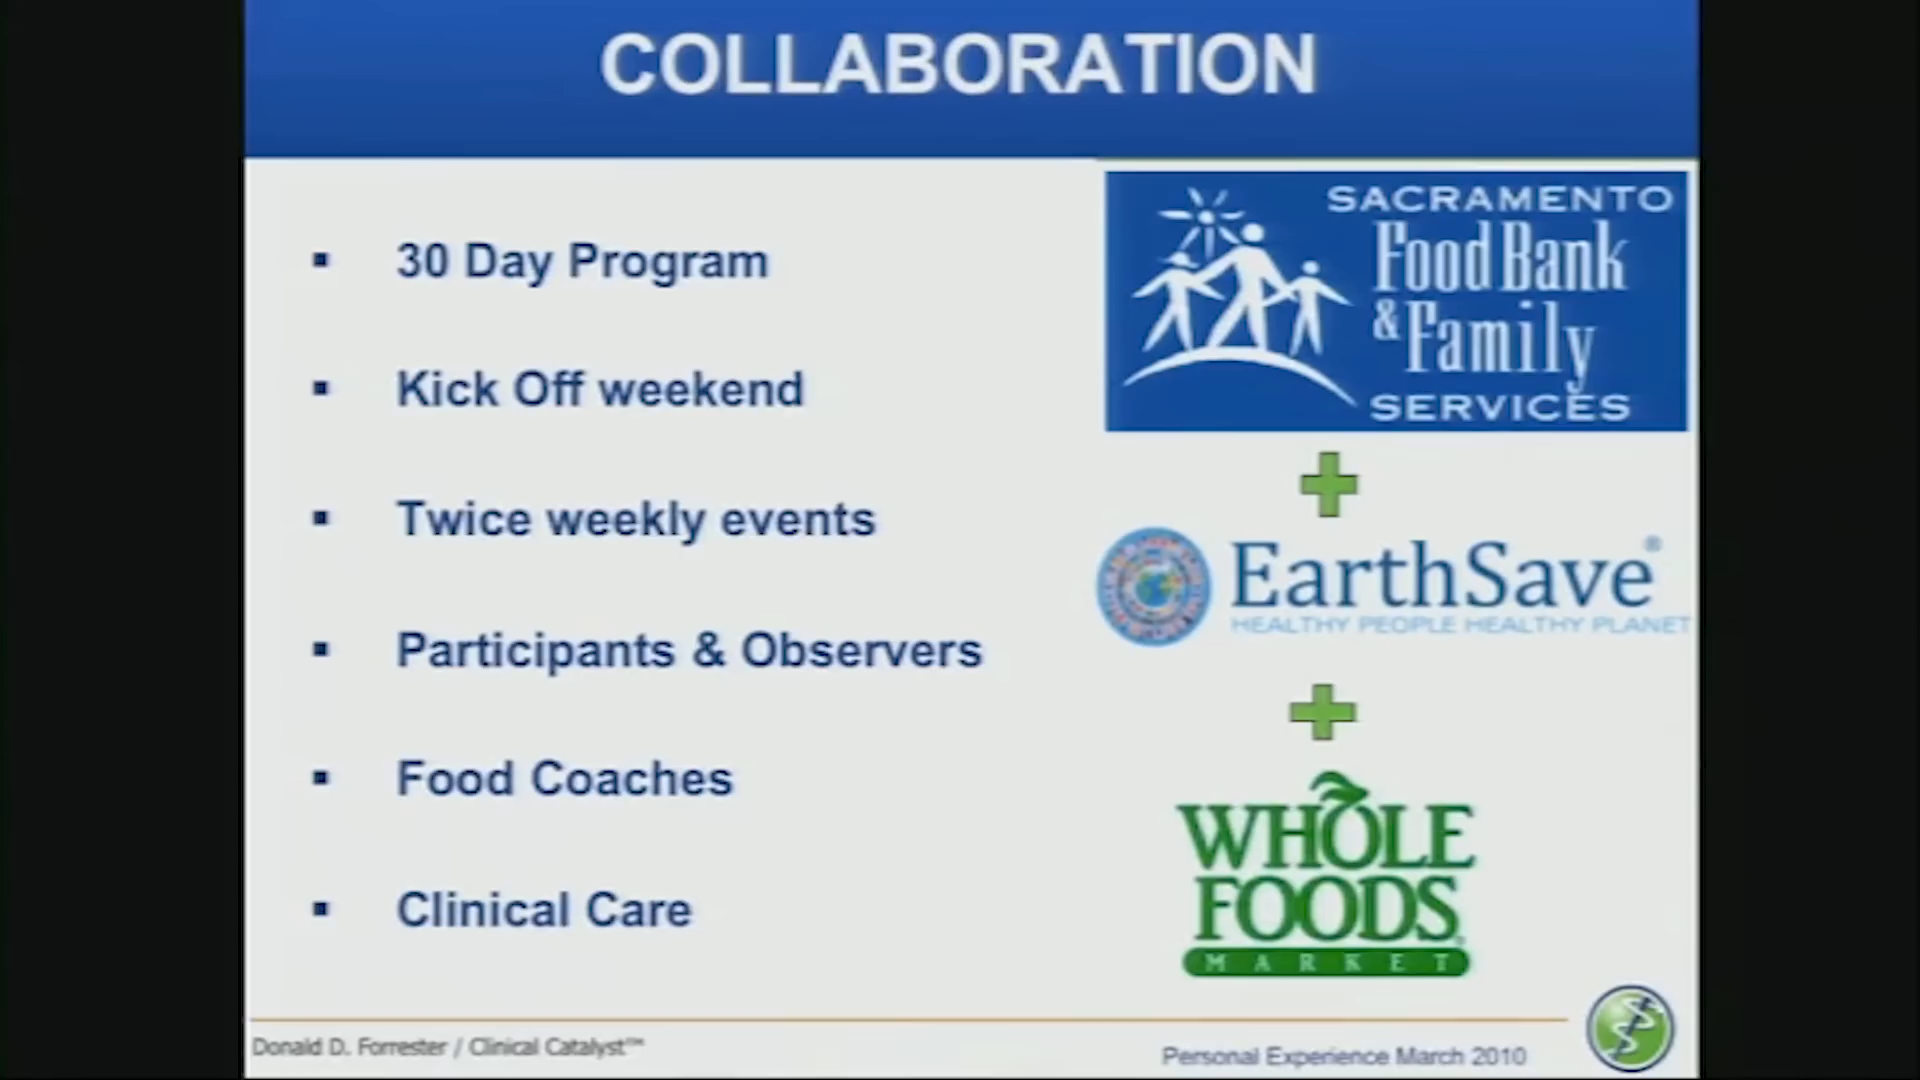 COLLABORATION
30 Day Program
Kick Off weekend
Twice weekly events
Participants & Observers
Food Coaches
Clinical Care
SACRAMENTO
Food Bank
& Family
SERVICES
EarthSave®
HEALTHY PEOPLE HEALTHY PLANET
WHOLE
FOODS
MARKET
Donald D. Forrester / Clinical Catalyst™
Personal Experience March 2010